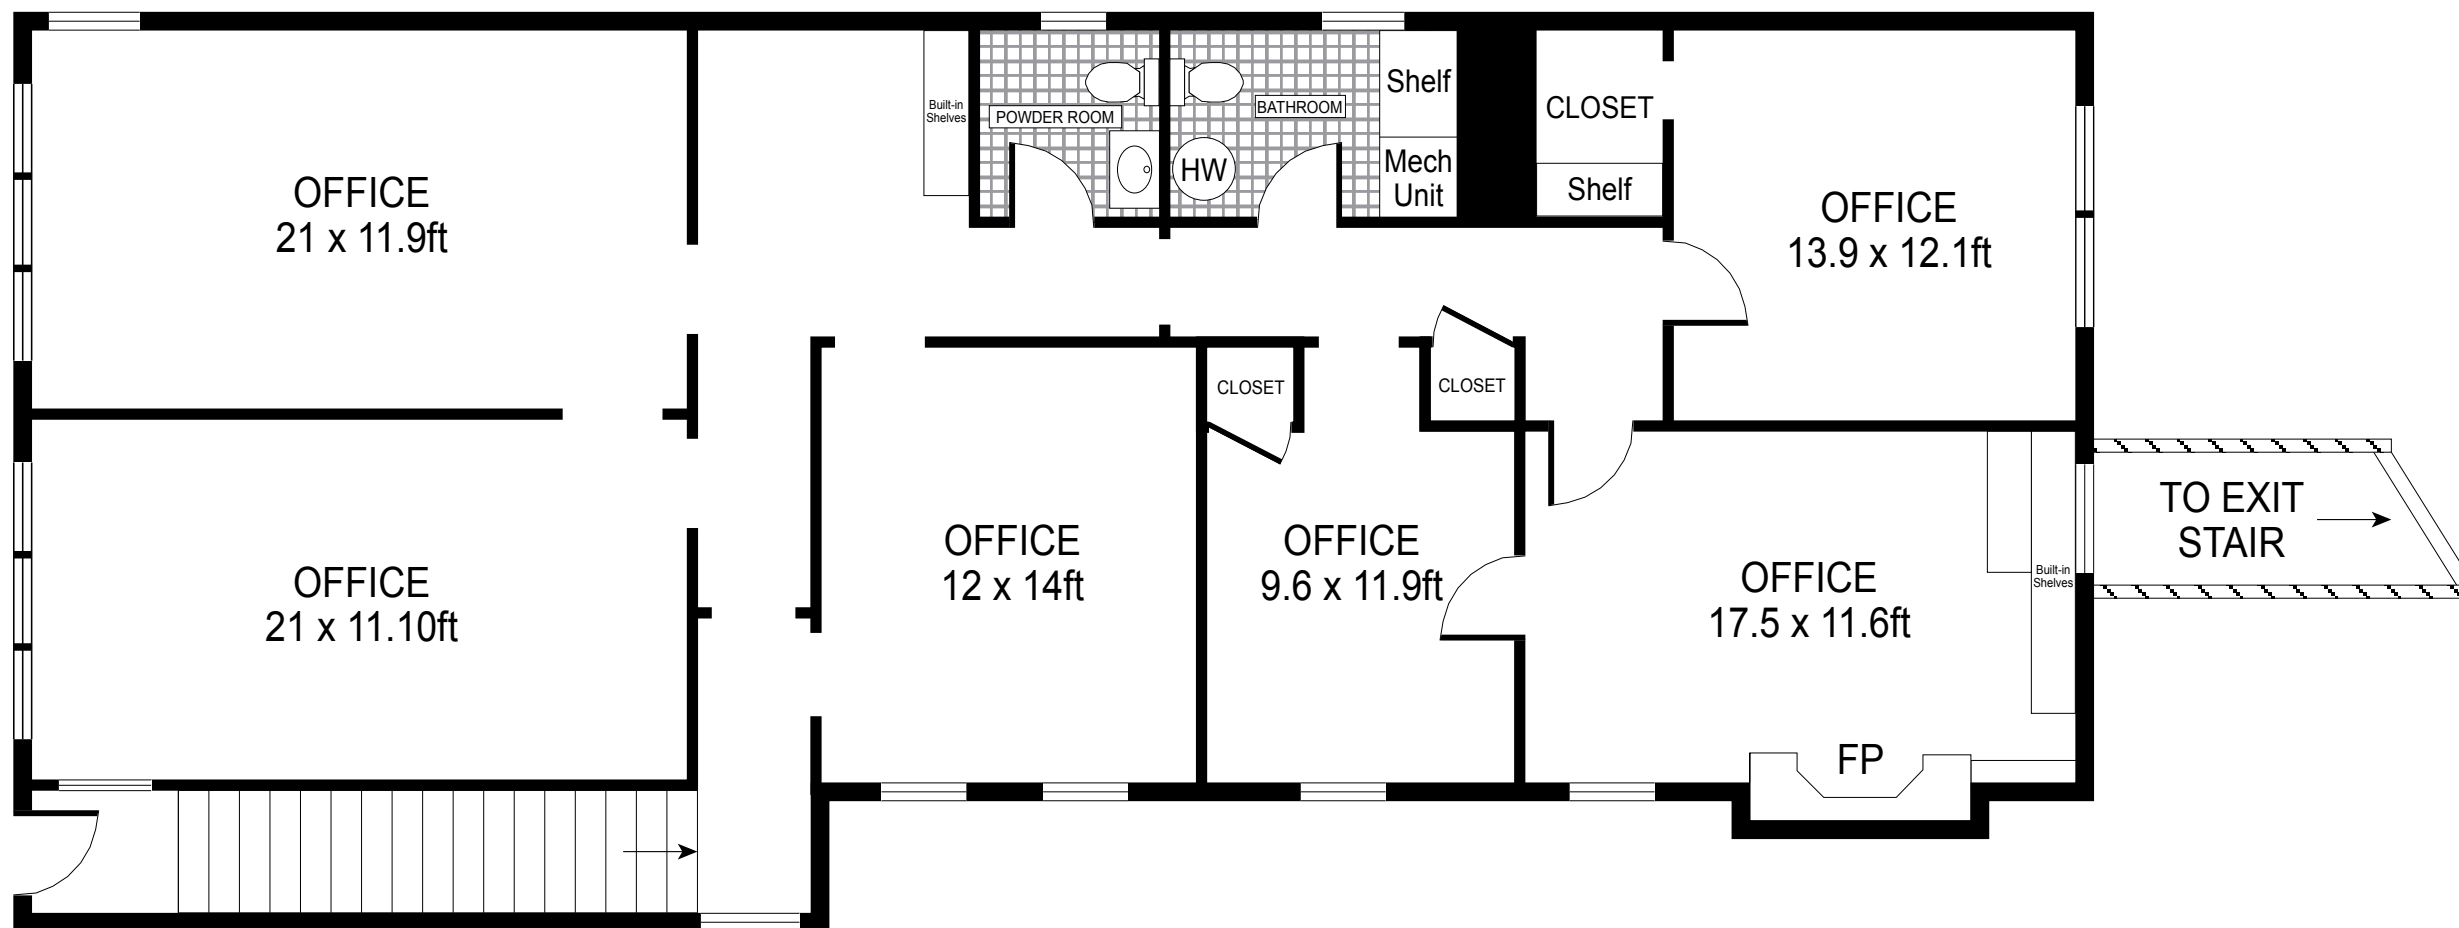 Built-in
Shelves
POWDER ROOM
BATHROOM
HW
Shelf
Mech
Unit
CLOSET
Shelf
OFFICE
21 x 11.9ft
OFFICE
13.9 x 12.1ft
CLOSET
CLOSET
OFFICE
21 x 11.10ft
OFFICE
12 x 14ft
OFFICE
9.6 x 11.9ft
OFFICE
17.5 x 11.6ft
Built-in
Shelves
FP
TO EXIT
STAIR